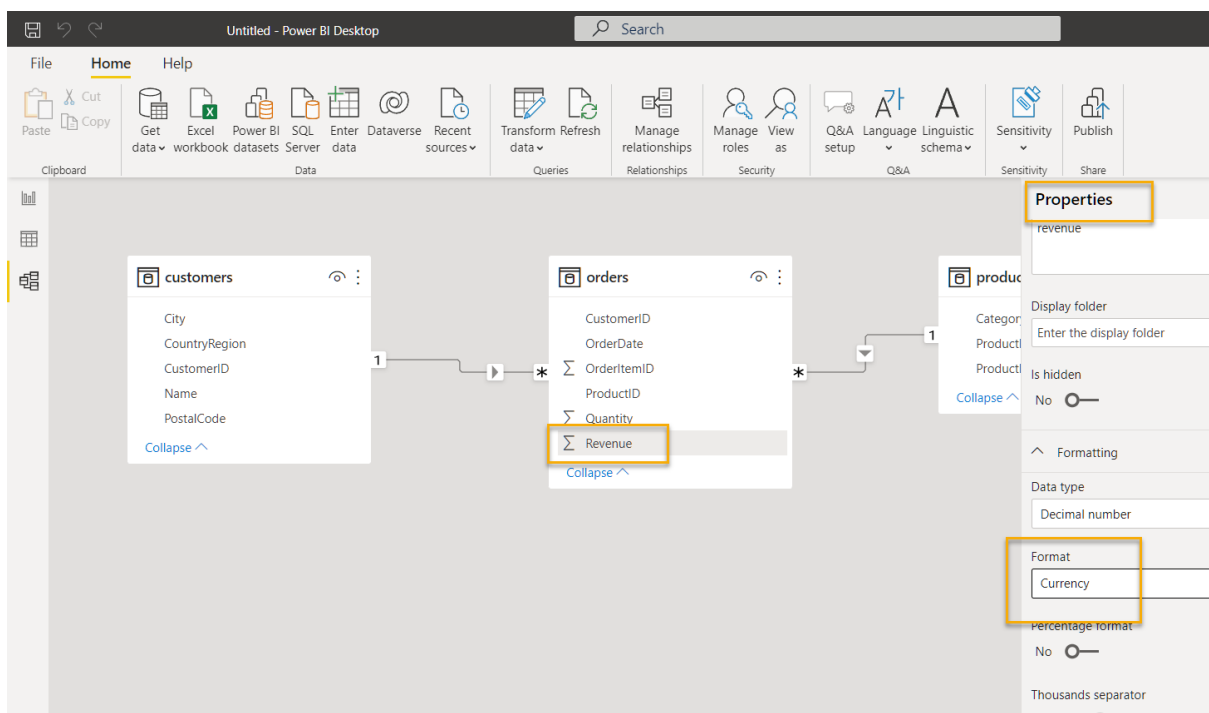 Untitled - Power BI Desktop
Search
File Home Help
Paste
Cut
Copy
Get data
Excel workbook
Power BI datasets
SQL Server
Enter data
Dataverse
Recent sources
Transform data
Refresh
Manage relationships
Manage roles
View as
Q&A setup
Language
Linguistic schema
Sensitivity
Publish
Clipboard
Data
Queries
Relationships
Security
Q&A
Sensitivity
Share
customers
City
CountryRegion
CustomerID
Name
PostalCode
Collapse
1
*
orders
CustomerID
OrderDate
Σ OrderItemID
ProductID
Σ Quantity
Σ Revenue
Collapse
*
1
produc
Categor
Product
Product
Collapse
Properties
revenue
Display folder
Enter the display folder
Is hidden
No
Formatting
Data type
Decimal number
Format
Currency
Percentage format
No
Thousands separator